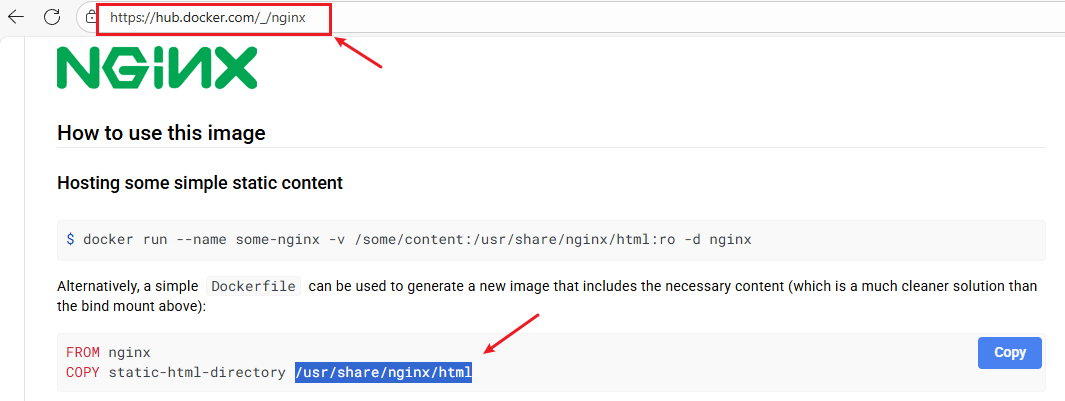 https://hub.docker.com/_/nginx
NGINX
How to use this image
Hosting some simple static content
$ docker run --name some-nginx -v /some/content:/usr/share/nginx/html:ro -d nginx
Alternatively, a simple Dockerfile can be used to generate a new image that includes the necessary content (which is a much cleaner solution than
the bind mount above):
FROM nginx
COPY static-html-directory /usr/share/nginx/html
Copy